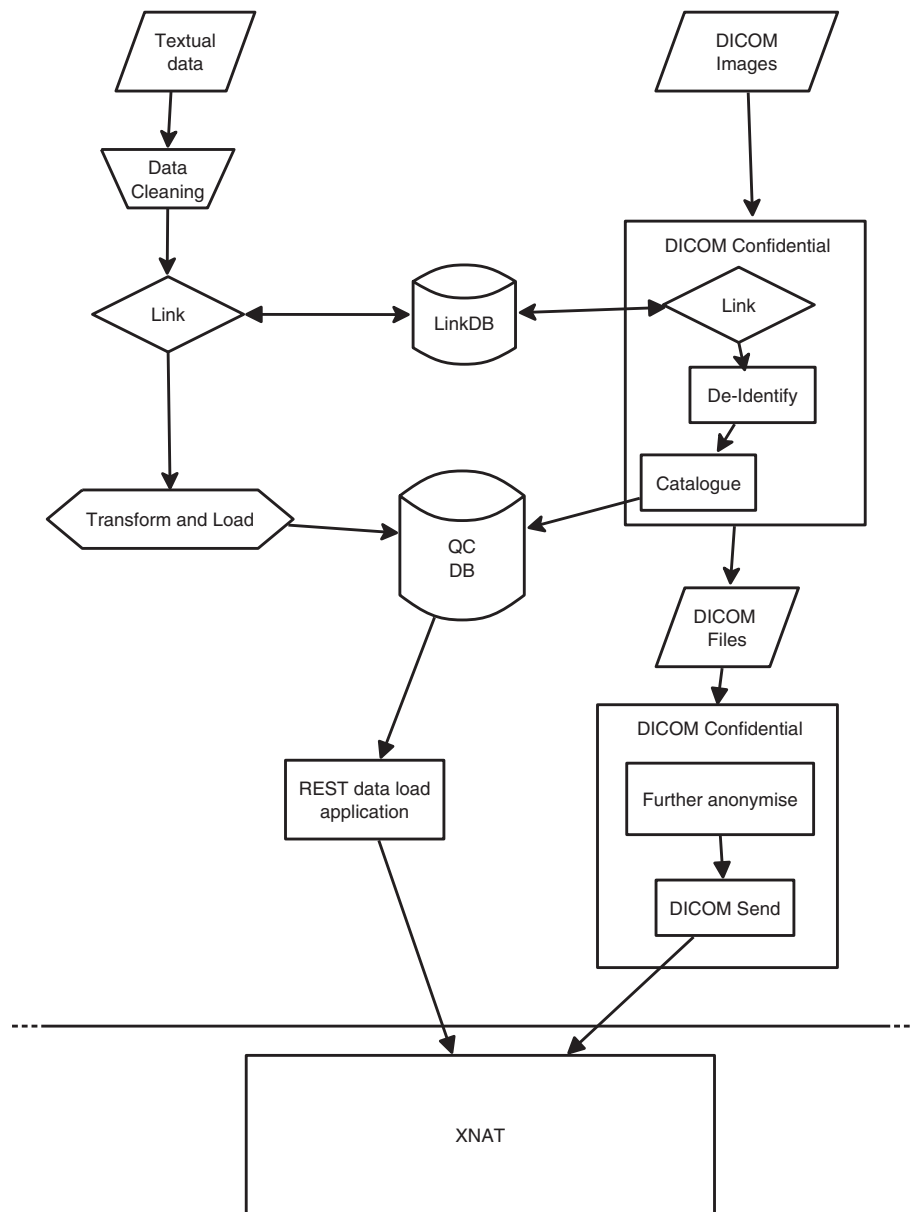 Textual
data
DICOM
Images
Data
Cleaning
DICOM Confidential
Link
LinkDB
Link
De-Identify
Catalogue
Transform and Load
QC
DB
DICOM
Files
DICOM Confidential
REST data load
application
Further anonymise
DICOM Send
XNAT